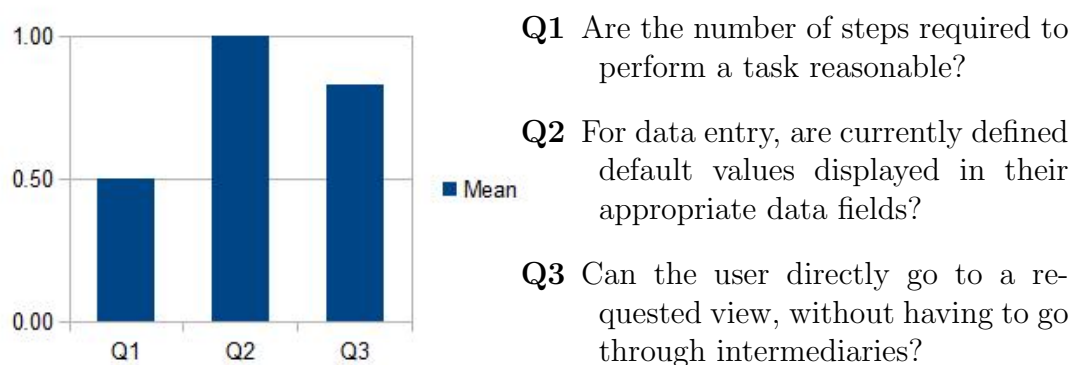 1.00
0.50
0.00
Q1 Q2 Q3
Mean
Q1 Are the number of steps required to
perform a task reasonable?
Q2 For data entry, are currently defined
default values displayed in their
appropriate data fields?
Q3 Can the user directly go to a re-
quested view, without having to go
through intermediaries?